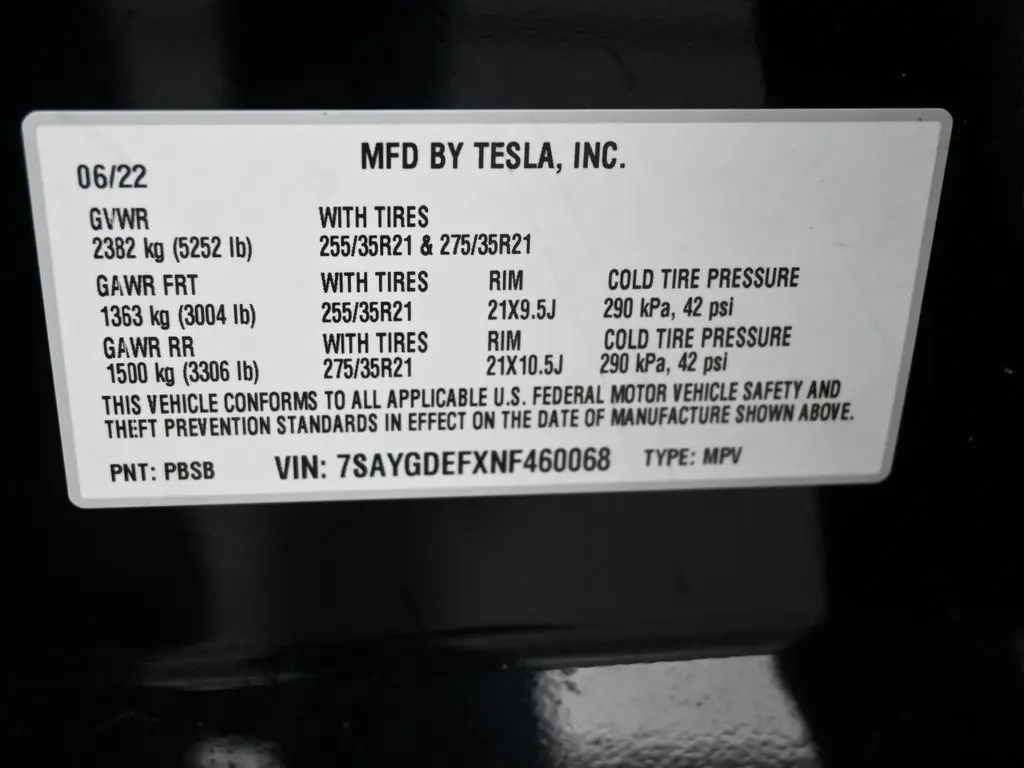 MFD BY TESLA, INC.
06/22
GVWR WITH TIRES
2382 kg (5252 lb) 255/35R21 & 275/35R21
GAWR FRT WITH TIRES RIM COLD TIRE PRESSURE
1363 kg (3004 lb) 255/35R21 21X9.5J 290 kPa, 42 psi
GAWR RR WITH TIRES RIM COLD TIRE PRESSURE
1500 kg (3306 lb) 275/35R21 21X10.5J 290 kPa, 42 psi
THIS VEHICLE CONFORMS TO ALL APPLICABLE U.S. FEDERAL MOTOR VEHICLE SAFETY AND
THEFT PREVENTION STANDARDS IN EFFECT ON THE DATE OF MANUFACTURE SHOWN ABOVE.
PNT: PBSB VIN: 7SAYGDEFXNF460068 TYPE: MPV